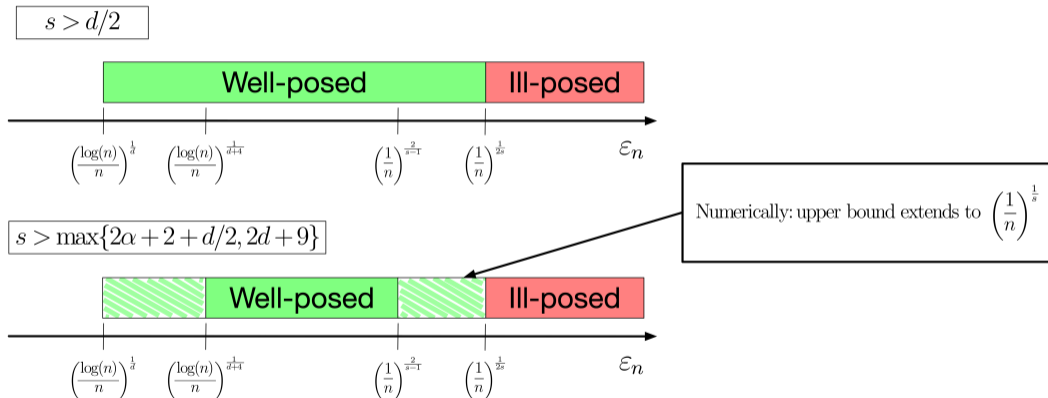 s > d/2
Well-posed Ill-posed
(log(n)/n)^{1/d} (log(n)/n)^{1/(d+4)} (1/n)^{2/(s−1)} (1/n)^{1/(2s)} ε_n
Numerically: upper bound extends to (1/n)^{1/s}
s > max{2α + 2 + d/2, 2d + 9}
Well-posed Ill-posed
(log(n)/n)^{1/d} (log(n)/n)^{1/(d+4)} (1/n)^{2/(s−1)} (1/n)^{1/(2s)} ε_n